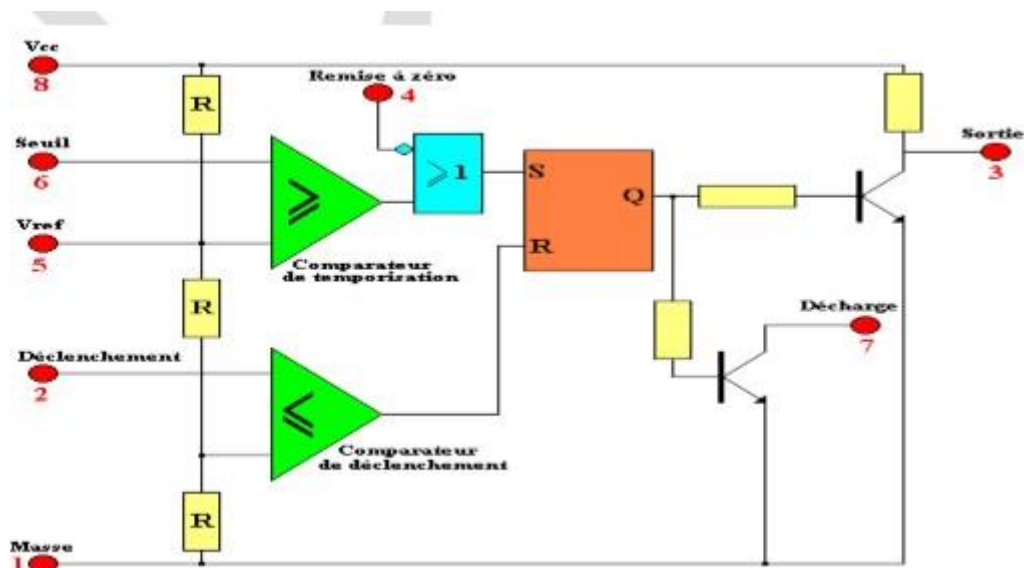 Vcc
8
R
Remise à zéro
4
Seuil
6
≥
≥1
S
Q
R
Sortie
3
Vref
5
Comparateur
de temporisation
R
Décharge
7
Déclenchement
2
≤
Comparateur
de déclenchement
R
Masse
1